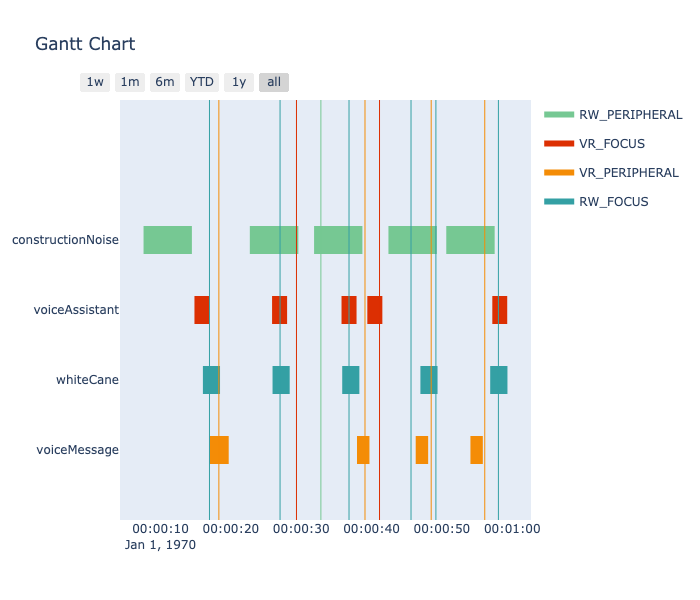 Gantt Chart
1w 1m 6m YTD 1y all
RW_PERIPHERAL
VR_FOCUS
VR_PERIPHERAL
RW_FOCUS
constructionNoise
voiceAssistant
whiteCane
voiceMessage
00:00:10 00:00:20 00:00:30 00:00:40 00:00:50 00:01:00
Jan 1, 1970